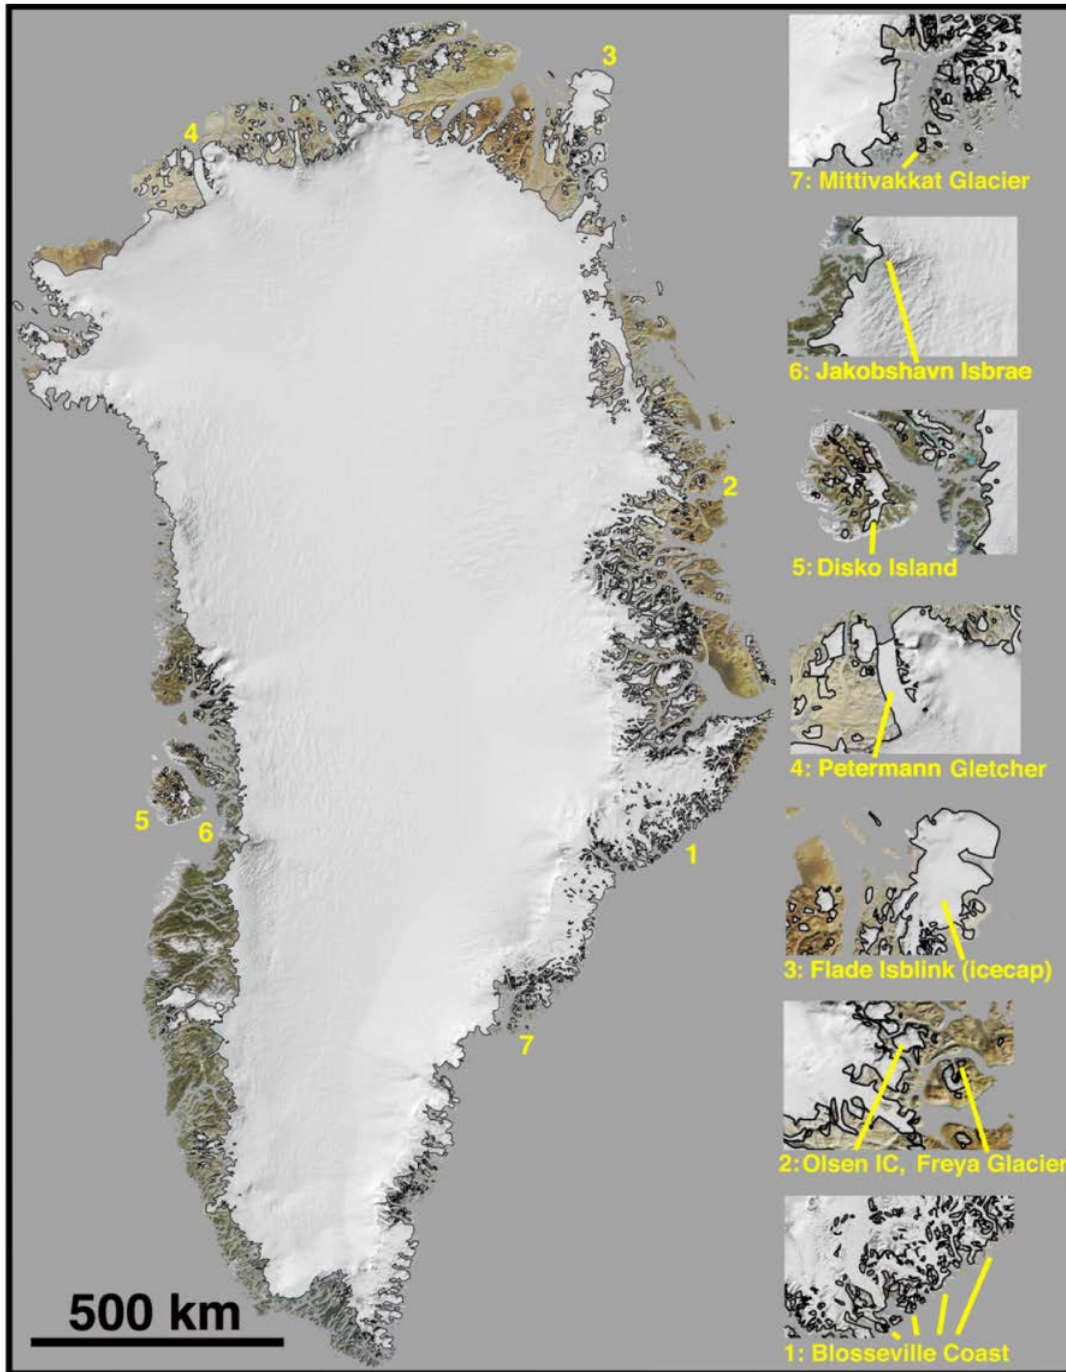 3
4
2
5
6
1
7
500 km
7: Mittivakkat Glacier
6: Jakobshavn Isbrae
5: Disko Island
4: Petermann Gletcher
3: Flade Isblink (icecap)
2: Olsen IC, Freya Glacier
1: Blosseville Coast